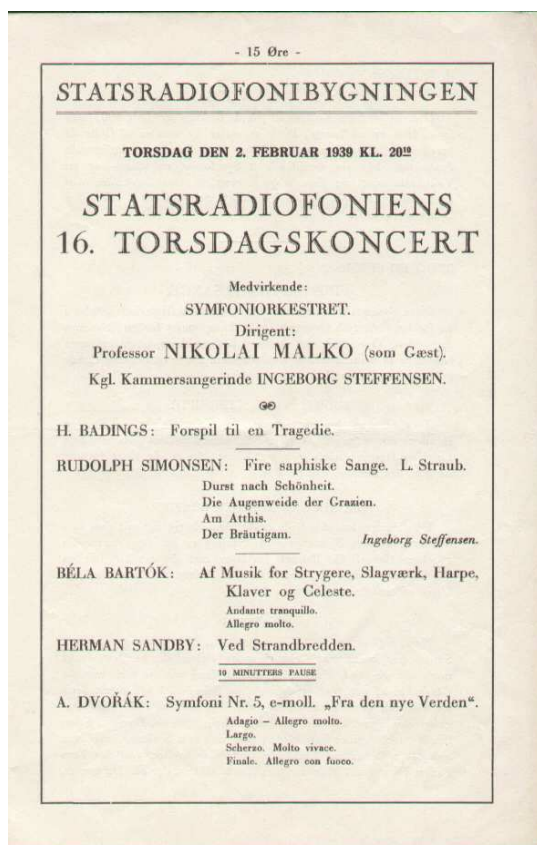 - 15 Øre -
STATSRADIOFONIBYGNINGEN
TORSDAG DEN 2. FEBRUAR 1939 KL. 20¹⁰
STATSRADIOFONIENS
16. TORSDAGSKONCERT
Medvirkende:
SYMFONIORKESTRET.
Dirigent:
Professor NIKOLAI MALKO (som Gæst).
Kgl. Kammersangerinde INGEBORG STEFFENSEN.
H. BADINGS: Forspil til en Tragedie.
RUDOLPH SIMONSEN: Fire saphiske Sange. L. Straub.
Durst nach Schönheit.
Die Augenweide der Grazien.
Am Atthis.
Der Bräutigam.
Ingeborg Steffensen.
BÉLA BARTÓK: Af Musik for Strygere, Slagværk, Harpe,
Klaver og Celeste.
Andante tranquillo.
Allegro molto.
HERMAN SANDBY: Ved Strandbredden.
10 MINUTTERS PAUSE
A. DVOŘÁK: Symfoni Nr. 5, e-moll. „Fra den nye Verden“.
Adagio — Allegro molto.
Largo.
Scherzo. Molto vivace.
Finale. Allegro con fuoco.